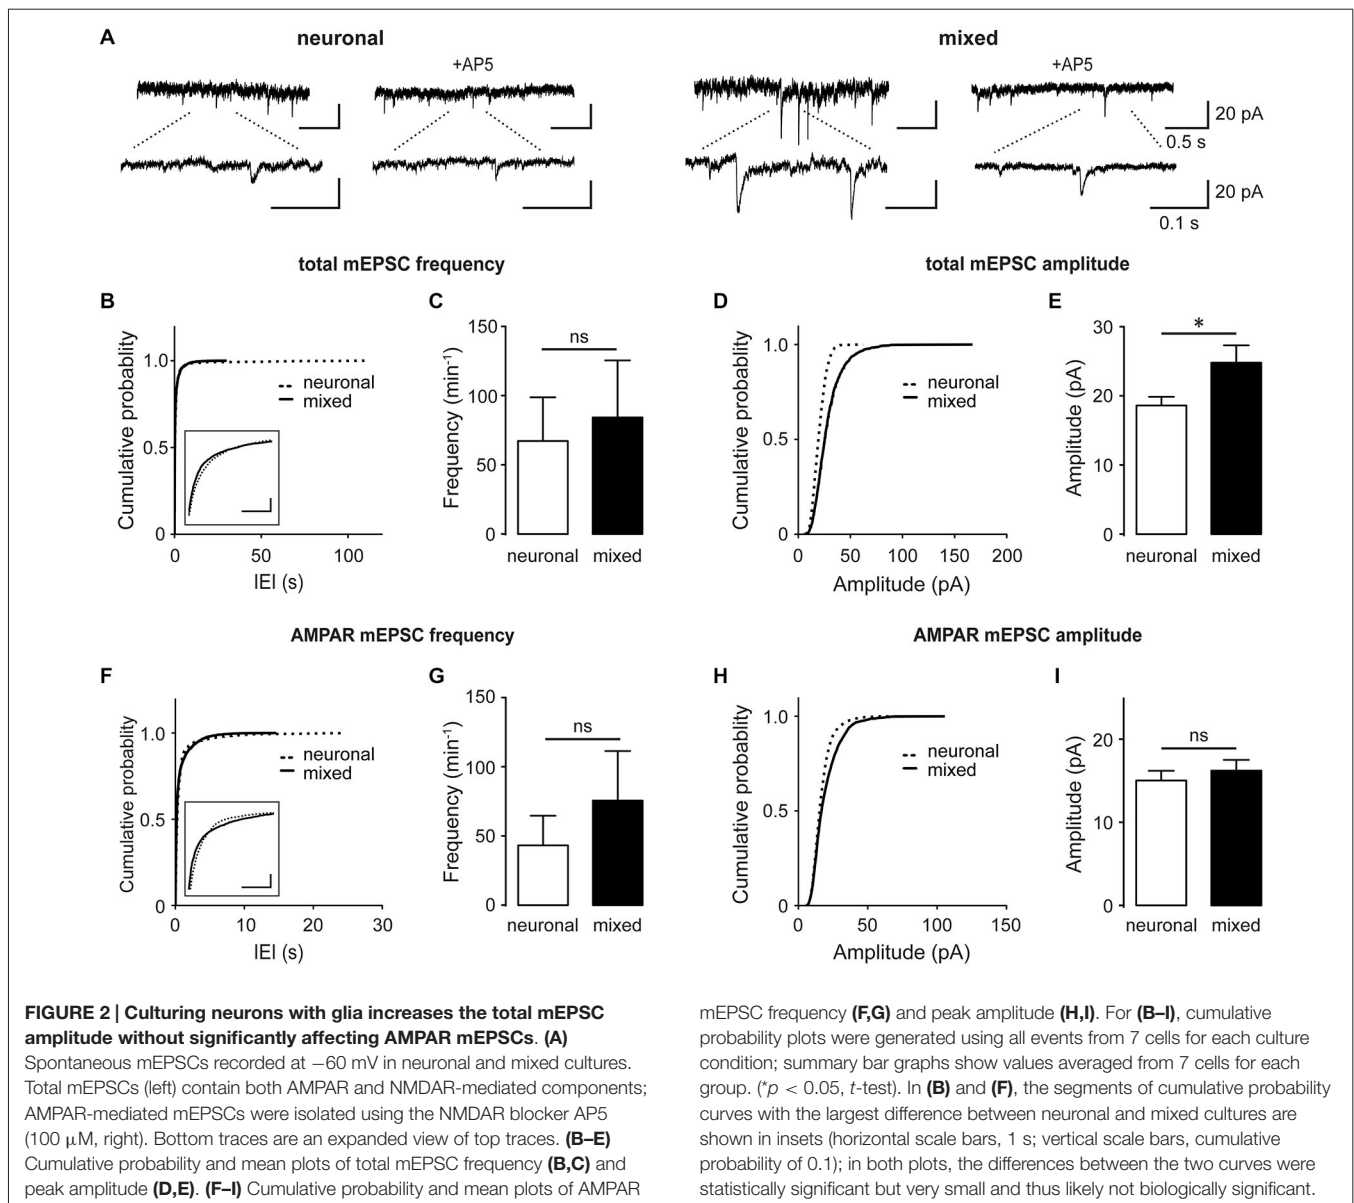 A
neuronal
mixed
+AP5
+AP5
20 pA
0.5 s
20 pA
0.1 s
total mEPSC frequency
total mEPSC amplitude
B
Cumulative probablity
1.0
0.5
0
0
50
100
IEI (s)
neuronal
mixed
C
Frequency (min-1)
150
100
50
0
ns
neuronal
mixed
D
Cumulative probablity
1.0
0.5
0
0
50
100
150
200
Amplitude (pA)
neuronal
mixed
E
Amplitude (pA)
30
20
10
0
*
neuronal
mixed
AMPAR mEPSC frequency
AMPAR mEPSC amplitude
F
Cumulative probablity
1.0
0.5
0
0
10
20
30
IEI (s)
neuronal
mixed
G
Frequency (min-1)
150
100
50
0
ns
neuronal
mixed
H
Cumulative probablity
1.0
0.5
0
0
50
100
150
Amplitude (pA)
neuronal
mixed
I
Amplitude (pA)
20
10
0
ns
neuronal
mixed
FIGURE 2 | Culturing neurons with glia increases the total mEPSC
amplitude without significantly affecting AMPAR mEPSCs. (A)
Spontaneous mEPSCs recorded at −60 mV in neuronal and mixed cultures.
Total mEPSCs (left) contain both AMPAR and NMDAR-mediated components;
AMPAR-mediated mEPSCs were isolated using the NMDAR blocker AP5
(100 μM, right). Bottom traces are an expanded view of top traces. (B–E)
Cumulative probability and mean plots of total mEPSC frequency (B,C) and
peak amplitude (D,E). (F–I) Cumulative probability and mean plots of AMPAR
mEPSC frequency (F,G) and peak amplitude (H,I). For (B–I), cumulative
probability plots were generated using all events from 7 cells for each culture
condition; summary bar graphs show values averaged from 7 cells for each
group. (*p < 0.05, t-test). In (B) and (F), the segments of cumulative probability
curves with the largest difference between neuronal and mixed cultures are
shown in insets (horizontal scale bars, 1 s; vertical scale bars, cumulative
probability of 0.1); in both plots, the differences between the two curves were
statistically significant but very small and thus likely not biologically significant.